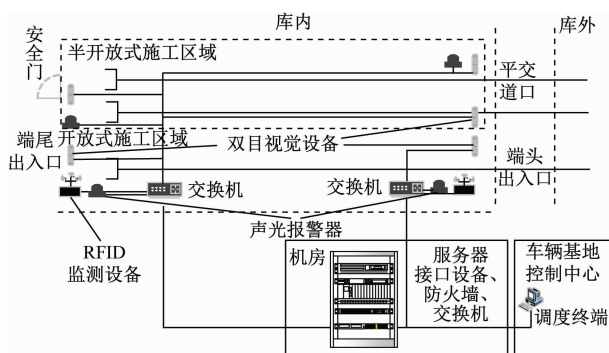 库内
库外
安
全
门
半开放式施工区域
平交
道口
端尾
出入口
开放式施工区域
双目视觉设备
端头
出入口
交换机
交换机
声光报警器
RFID
监测设备
机房
服务器
接口设备、
防火墙、
交换机
车辆基地
控制中心
调度终端